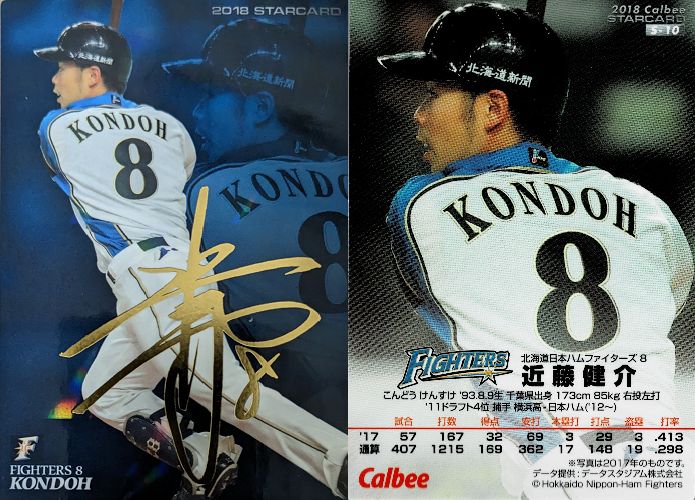 2018 STARCARD
北海道新聞
北海道新聞
KONDOH
8
KONDOH
8
8
F
FIGHTERS 8
KONDOH
2018 Calbee
STARCARD
S-10
北海道新聞
KONDOH
8
FIGHTERS
北海道日本ハムファイターズ 8
近藤健介
こんどう けんすけ '93.8.9生 千葉県出身 173cm 85kg 右投左打
'11ドラフト4位 捕手 横浜高-日本ハム('12~)
試合 打数 得点 安打 本塁打 打点 盗塁 打率
'17 57 167 32 69 3 29 3 .413
通算 407 1215 169 362 17 148 19 .298
※写真は2017年のものです。
データ提供:データスタジアム株式会社
Calbee
© Hokkaido Nippon-Ham Fighters